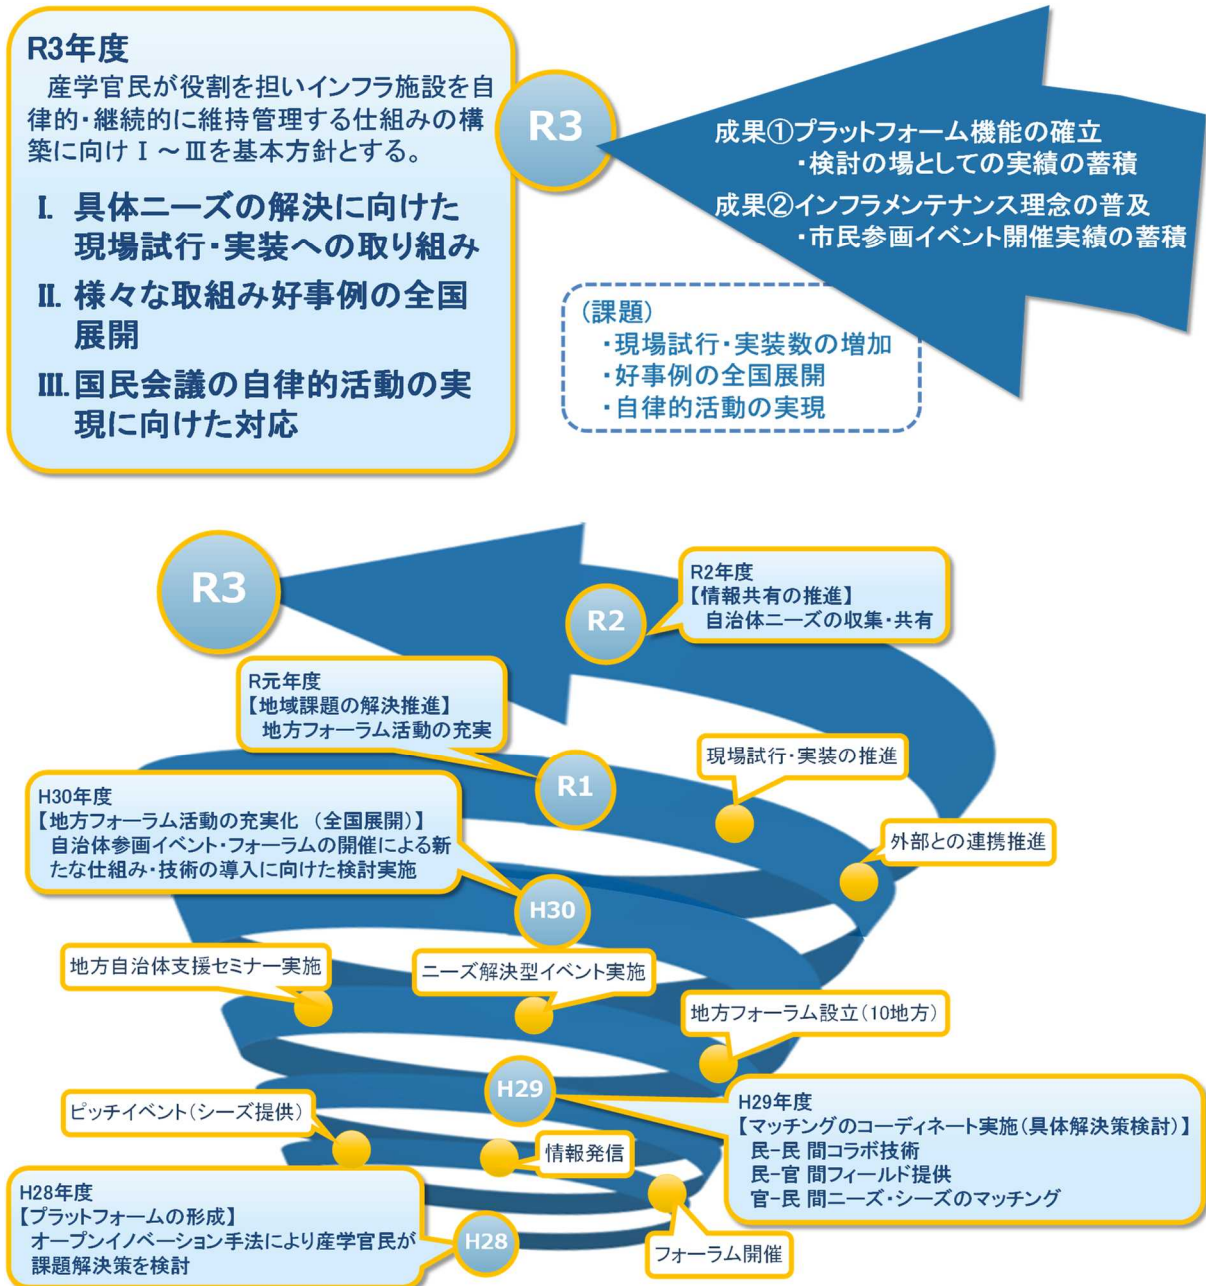 R3年度
産学官民が役割を担いインフラ施設を自
律的・継続的に維持管理する仕組みの構
築に向けⅠ～Ⅲを基本方針とする。
I. 具体ニーズの解決に向けた
現場試行・実装への取り組み
II. 様々な取組み好事例の全国
展開
III.国民会議の自律的活動の実
現に向けた対応
R3
成果①プラットフォーム機能の確立
・検討の場としての実績の蓄積
成果②インフラメンテナンス理念の普及
・市民参画イベント開催実績の蓄積
(課題)
・現場試行・実装数の増加
・好事例の全国展開
・自律的活動の実現
R3
R2
R2年度
【情報共有の推進】
自治体ニーズの収集・共有
R元年度
【地域課題の解決推進】
地方フォーラム活動の充実
R1
現場試行・実装の推進
外部との連携推進
H30年度
【地方フォーラム活動の充実化 （全国展開）】
自治体参画イベント・フォーラムの開催による新
たな仕組み・技術の導入に向けた検討実施
H30
地方自治体支援セミナー実施
ニーズ解決型イベント実施
地方フォーラム設立（10地方）
H29
H29年度
【マッチングのコーディネート実施（具体解決策検討）】
民-民 間コラボ技術
民-官 間フィールド提供
官-民 間ニーズ・シーズのマッチング
ピッチイベント（シーズ提供）
情報発信
H28年度
【プラットフォームの形成】
オープンイノベーション手法により産学官民が
課題解決策を検討
H28
フォーラム開催